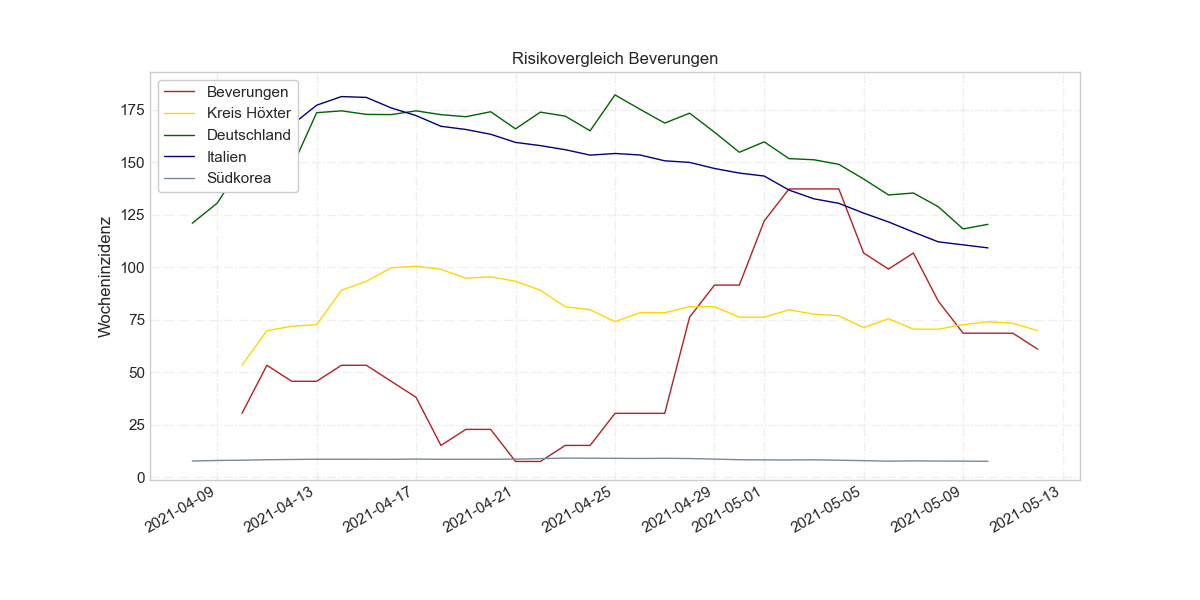 Risikovergleich Beverungen
Beverungen
Kreis Höxter
Deutschland
Italien
Südkorea
Wocheninzidenz
175
150
125
100
75
50
25
0
2021-04-09
2021-04-13
2021-04-17
2021-04-21
2021-04-25
2021-04-29
2021-05-01
2021-05-05
2021-05-09
2021-05-13